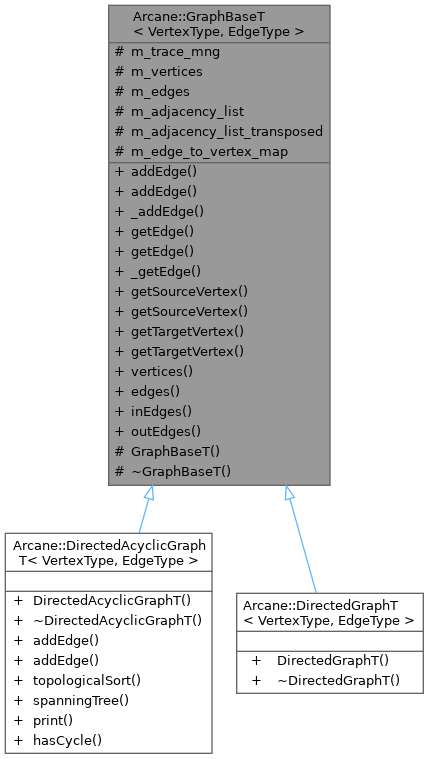 Arcane::GraphBaseT
< VertexType, EdgeType >
# m_trace_mng
# m_vertices
# m_edges
# m_adjacency_list
# m_adjacency_list_transposed
# m_edge_to_vertex_map
+ addEdge()
+ addEdge()
+ _addEdge()
+ getEdge()
+ getEdge()
+ _getEdge()
+ getSourceVertex()
+ getSourceVertex()
+ getTargetVertex()
+ getTargetVertex()
+ vertices()
+ edges()
+ inEdges()
+ outEdges()
# GraphBaseT()
# ~GraphBaseT()
Arcane::DirectedAcyclicGraph
T< VertexType, EdgeType >
+ DirectedAcyclicGraphT()
+ ~DirectedAcyclicGraphT()
+ addEdge()
+ addEdge()
+ topologicalSort()
+ spanningTree()
+ print()
+ hasCycle()
Arcane::DirectedGraphT
< VertexType, EdgeType >
+ DirectedGraphT()
+ ~DirectedGraphT()